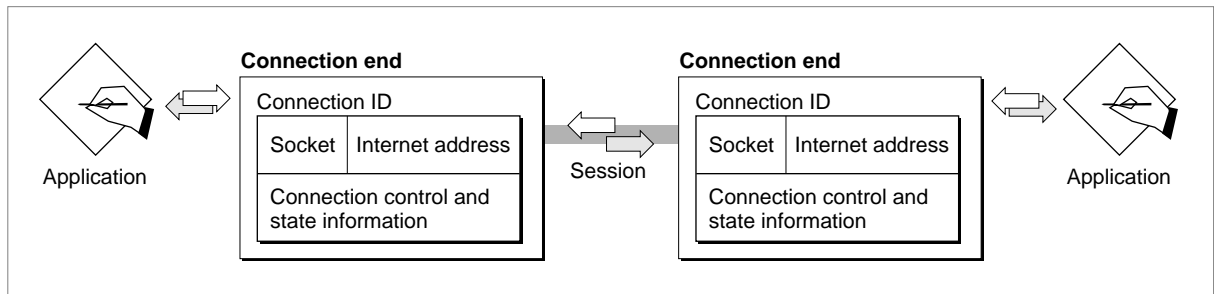 Connection end
Connection ID
Socket
Internet address
Connection control and
state information
Application
Session
Connection end
Connection ID
Socket
Internet address
Connection control and
state information
Application